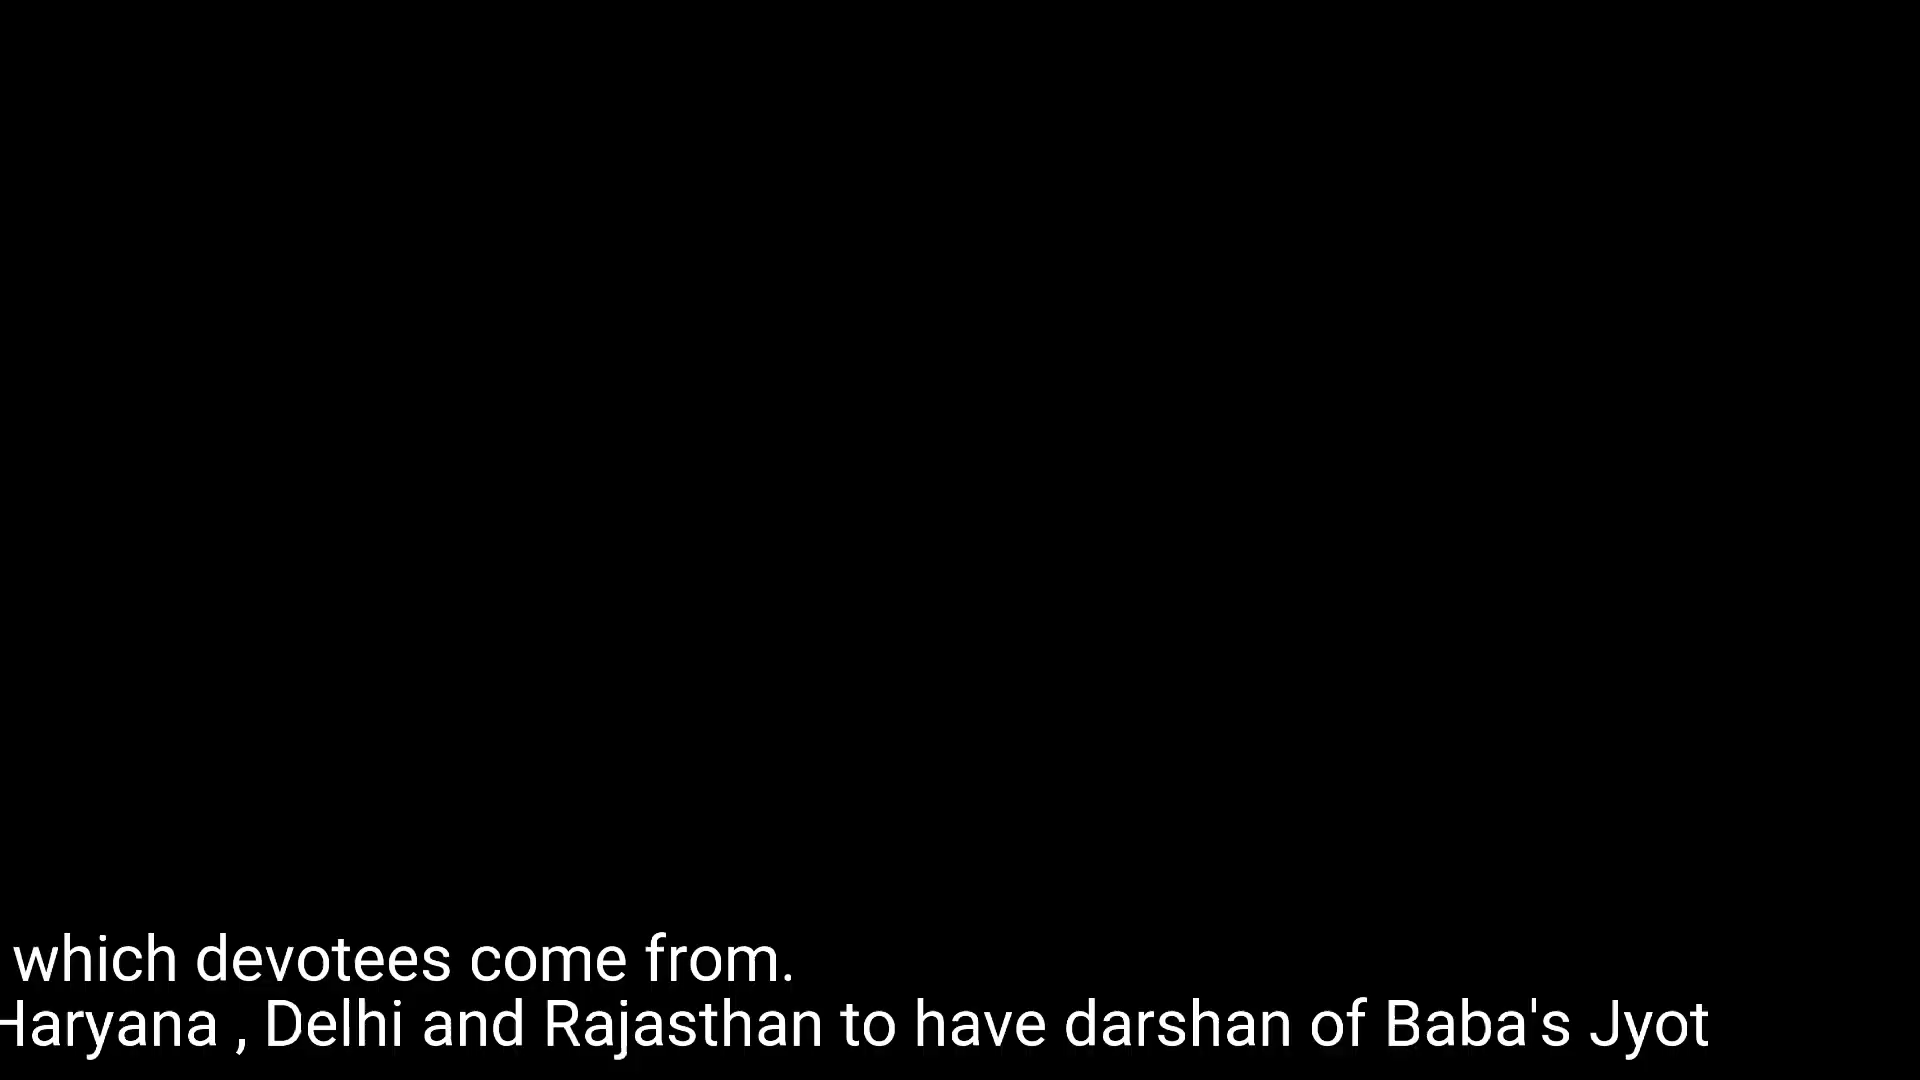 which devotees come from.
Haryana , Delhi and Rajasthan to have darshan of Baba's Jyot